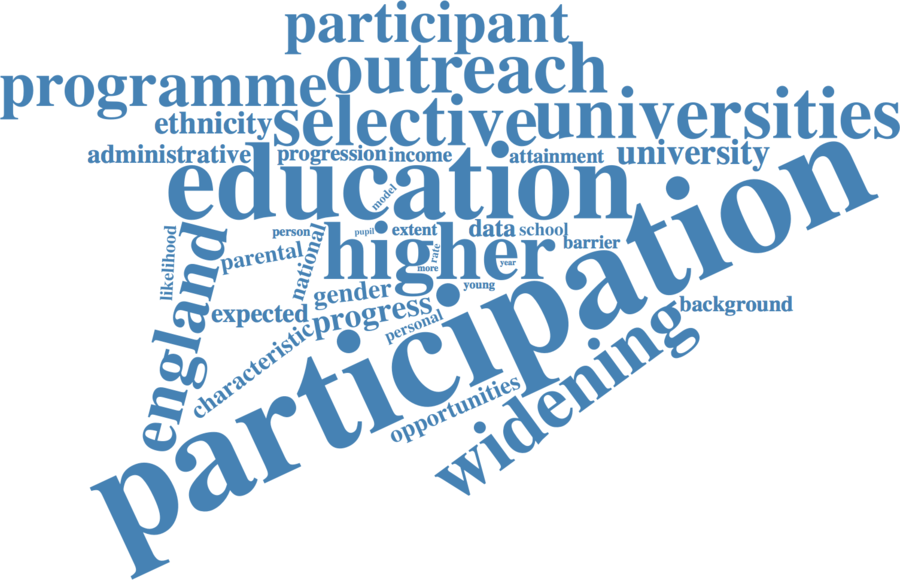 participant
outreach
programme
universities
selective
ethnicity
administrative
progression
income
attainment
university
education
model
participation
person
pupil
extent
data
school
barrier
likelihood
england
parental
national
higher
rate
more
year
young
gender
expected
progress
personal
background
characteristic
opportunities
widening